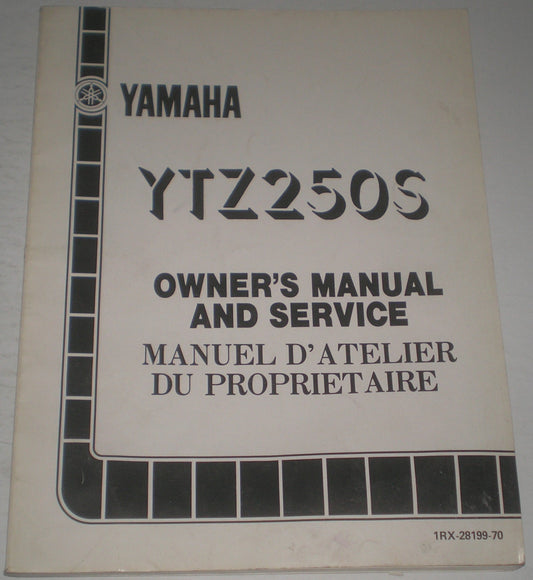 YAMAHA
YTZ250S
OWNER'S MANUAL
AND SERVICE
MANUEL D'ATELIER
DU PROPRIETAIRE
1RX-28199-70